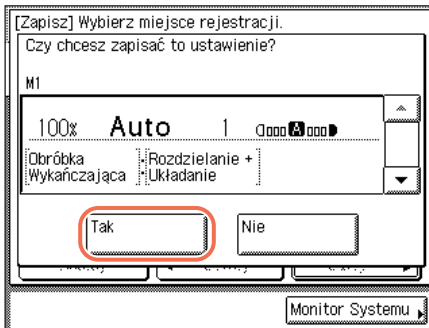 [Zapisz] Wybierz miejsce rejestracji.
Czy chcesz zapisać to ustawienie?
M1
100% Auto 1 A
Obróbka Wykańczająca
Rozdzielanie + Układanie
Tak Nie
Monitor Systemu